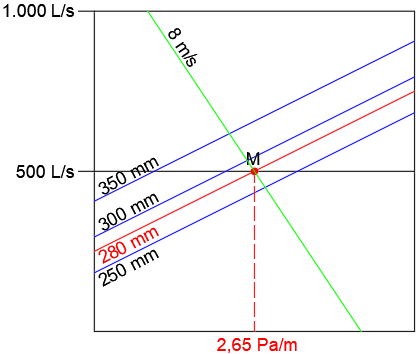 1.000 L/s
8 m/s
M
500 L/s
350 mm
300 mm
280 mm
250 mm
2,65 Pa/m